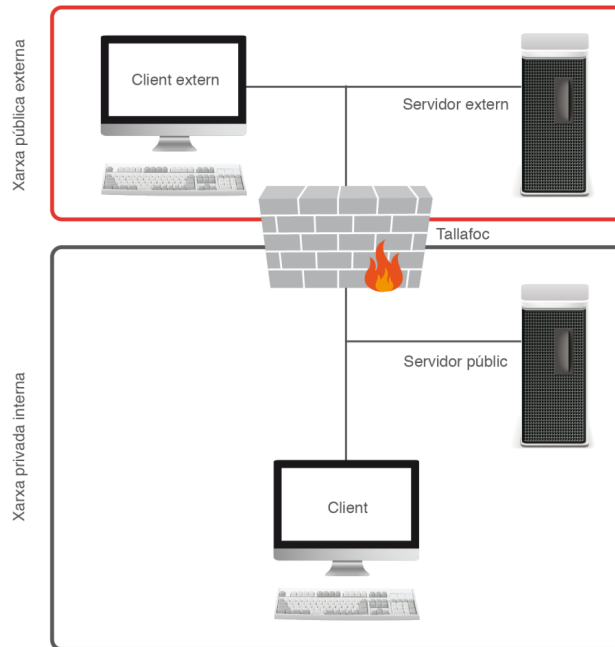 Xarxa pública externa
Client extern
Servidor extern
Tallafoc
Xarxa privada interna
Servidor públic
Client